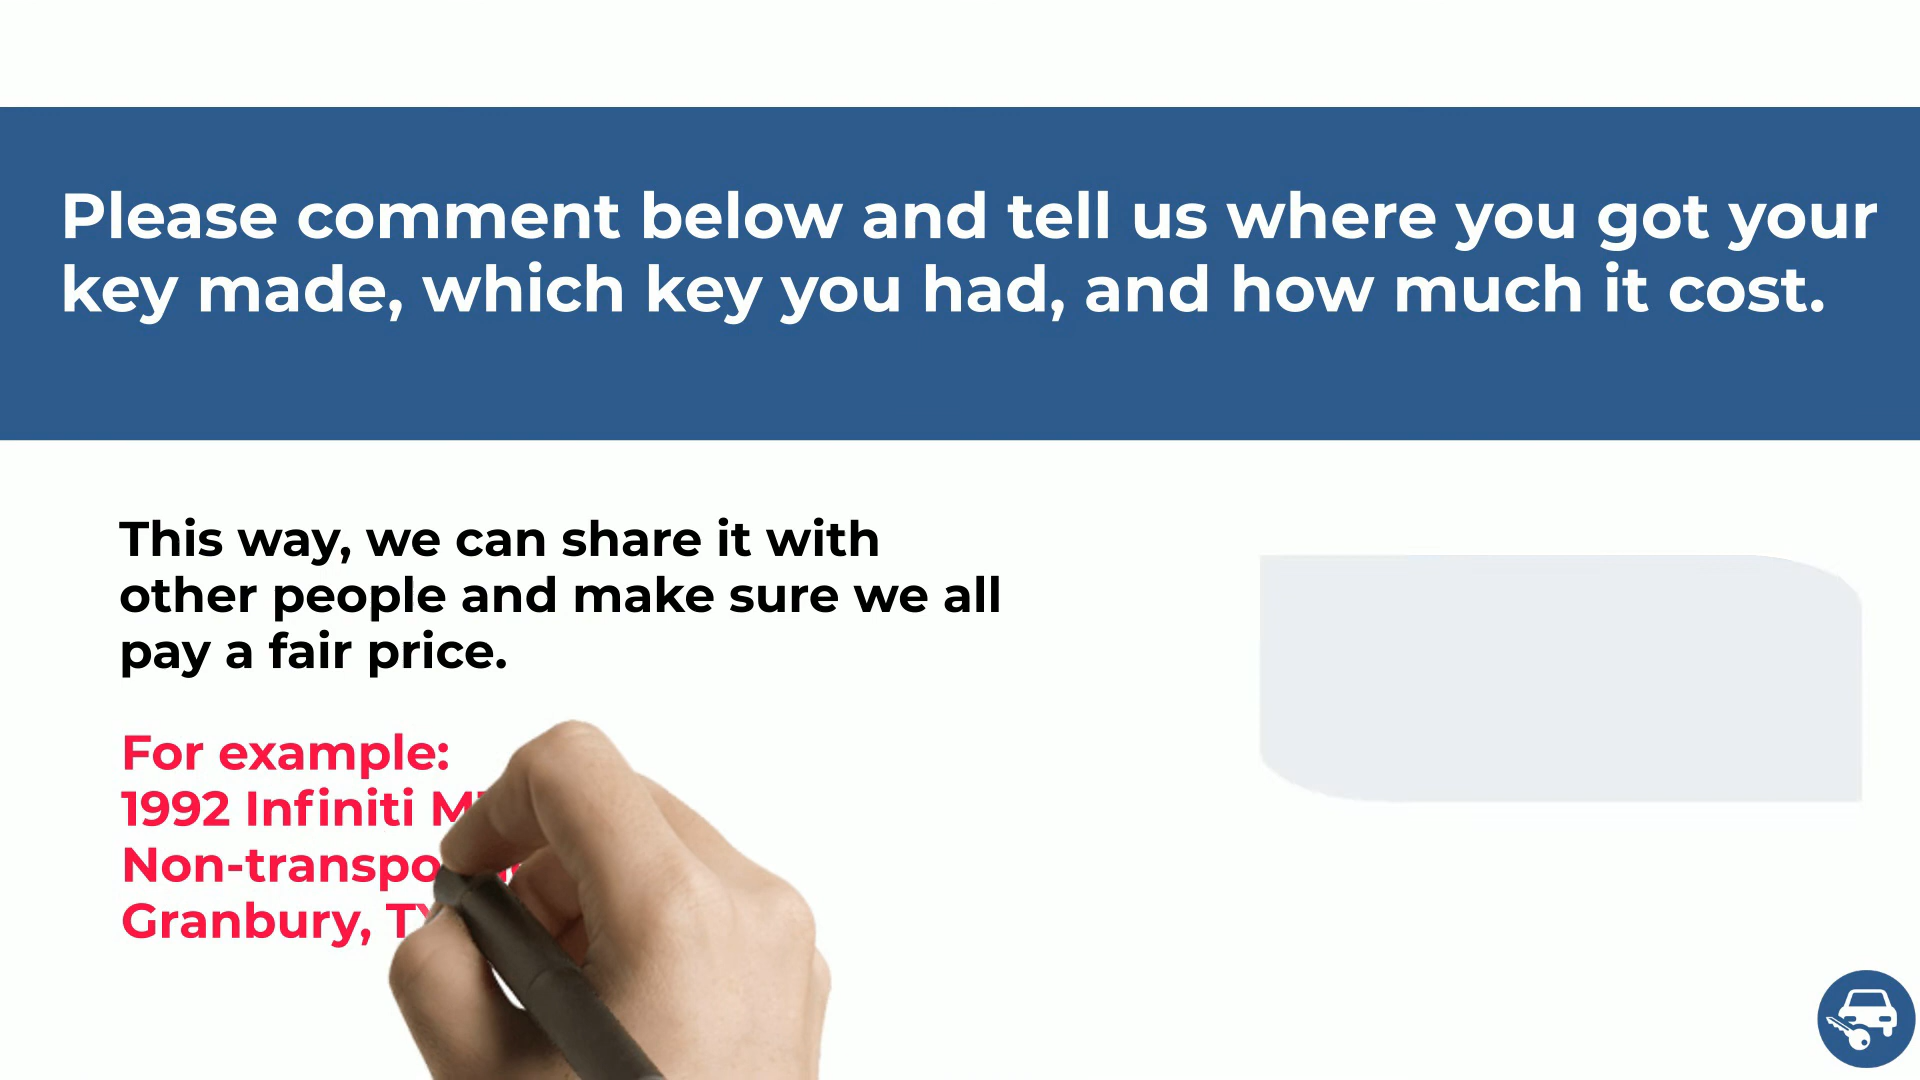 Please comment below and tell us where you got your
key made, which key you had, and how much it cost.
This way, we can share it with
other people and make sure we all
pay a fair price.
For example:
1992 Infiniti
Granbury,